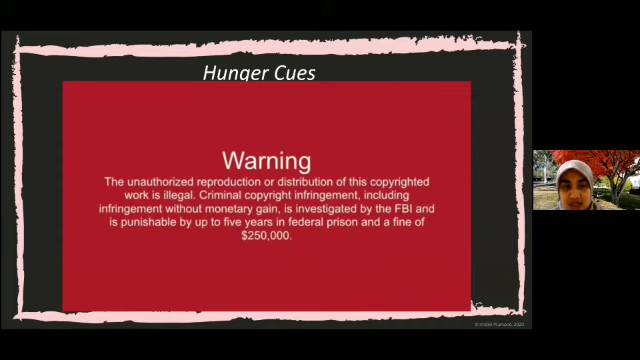 Hunger Cues
Warning
The unauthorized reproduction or distribution of this copyrighted
work is illegal. Criminal copyright infringement, including
infringement without monetary gain, is investigated by the FBI and
is punishable by up to five years in federal prison and a fine of
$250,000.